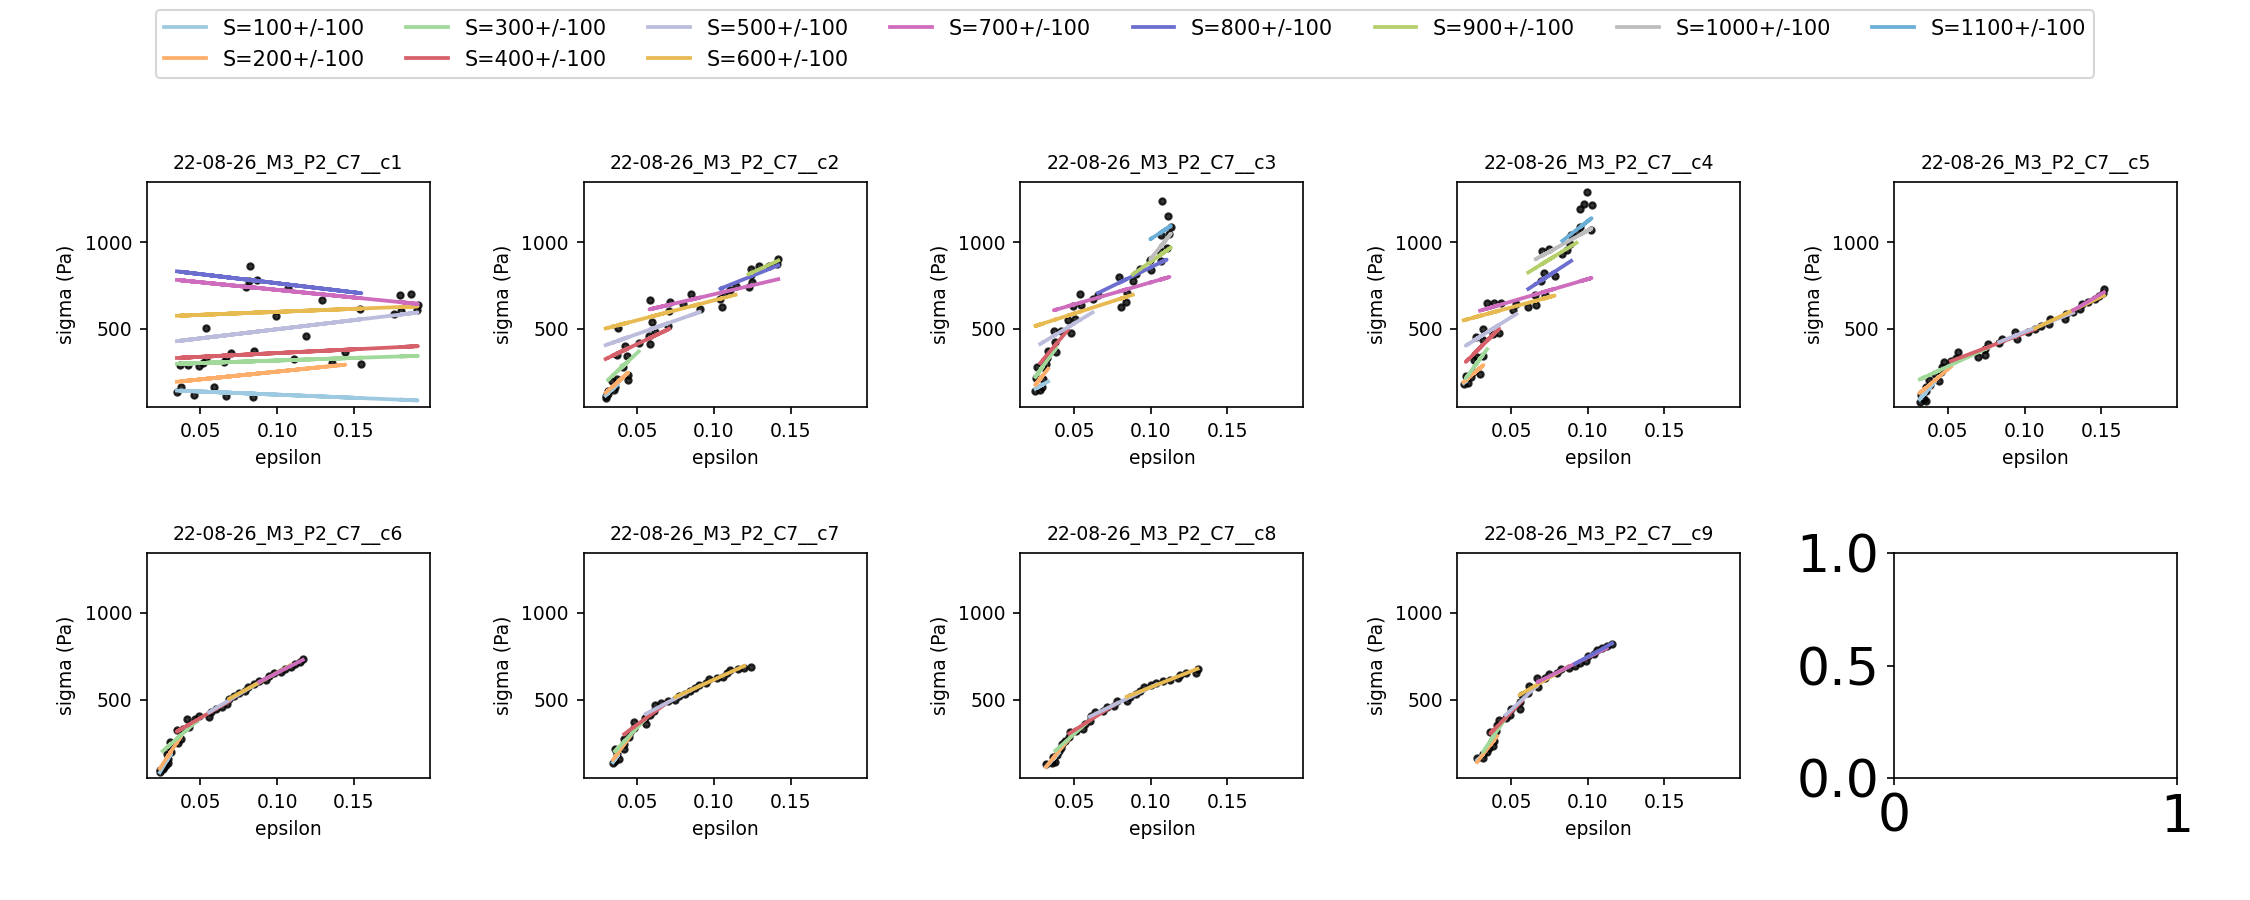 S=100+/-100 S=300+/-100 S=500+/-100 S=700+/-100 S=800+/-100 S=900+/-100 S=1000+/-100 S=1100+/-100
S=200+/-100 S=400+/-100 S=600+/-100
22-08-26_M3_P2_C7__c1
1000
500
sigma (Pa)
0.05 0.10 0.15
epsilon
22-08-26_M3_P2_C7__c2
1000
500
sigma (Pa)
0.05 0.10 0.15
epsilon
22-08-26_M3_P2_C7__c3
1000
500
sigma (Pa)
0.05 0.10 0.15
epsilon
22-08-26_M3_P2_C7__c4
1000
500
sigma (Pa)
0.05 0.10 0.15
epsilon
22-08-26_M3_P2_C7__c5
1000
500
sigma (Pa)
0.05 0.10 0.15
epsilon
22-08-26_M3_P2_C7__c6
1000
500
sigma (Pa)
0.05 0.10 0.15
epsilon
22-08-26_M3_P2_C7__c7
1000
500
sigma (Pa)
0.05 0.10 0.15
epsilon
22-08-26_M3_P2_C7__c8
1000
500
sigma (Pa)
0.05 0.10 0.15
epsilon
22-08-26_M3_P2_C7__c9
1000
500
sigma (Pa)
0.05 0.10 0.15
epsilon
1.0
0.5
0.0
0 1